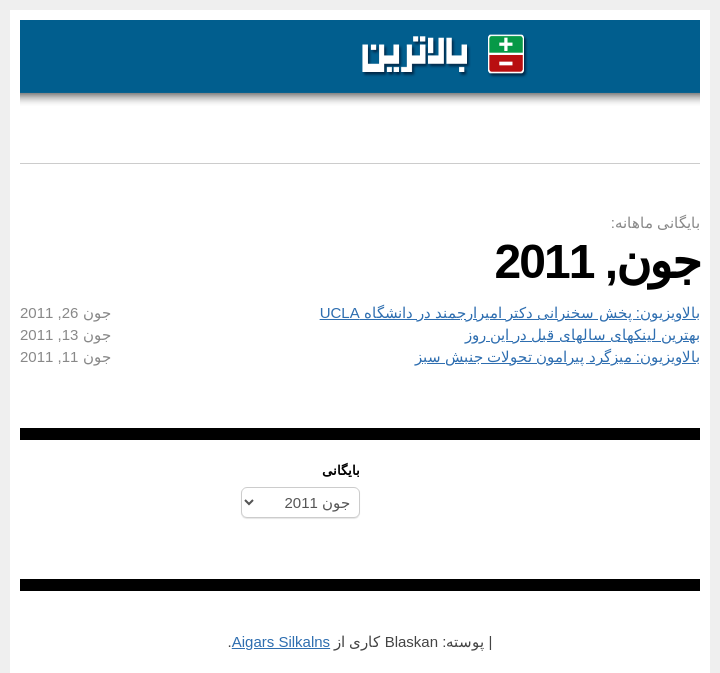 بالاترین
بایگانی ماهانه:
جون, 2011
بالاویزیون: پخش سخنرانی دکتر امیرارجمند در دانشگاه UCLA جون 26, 2011
بهترین لینکهای سالهای قبل در این روز جون 13, 2011
بالاویزیون: میزگرد پیرامون تحولات جنبش سبز جون 11, 2011
بایگانی
جون 2011
| پوسته: Blaskan کاری از Aigars Silkalns.